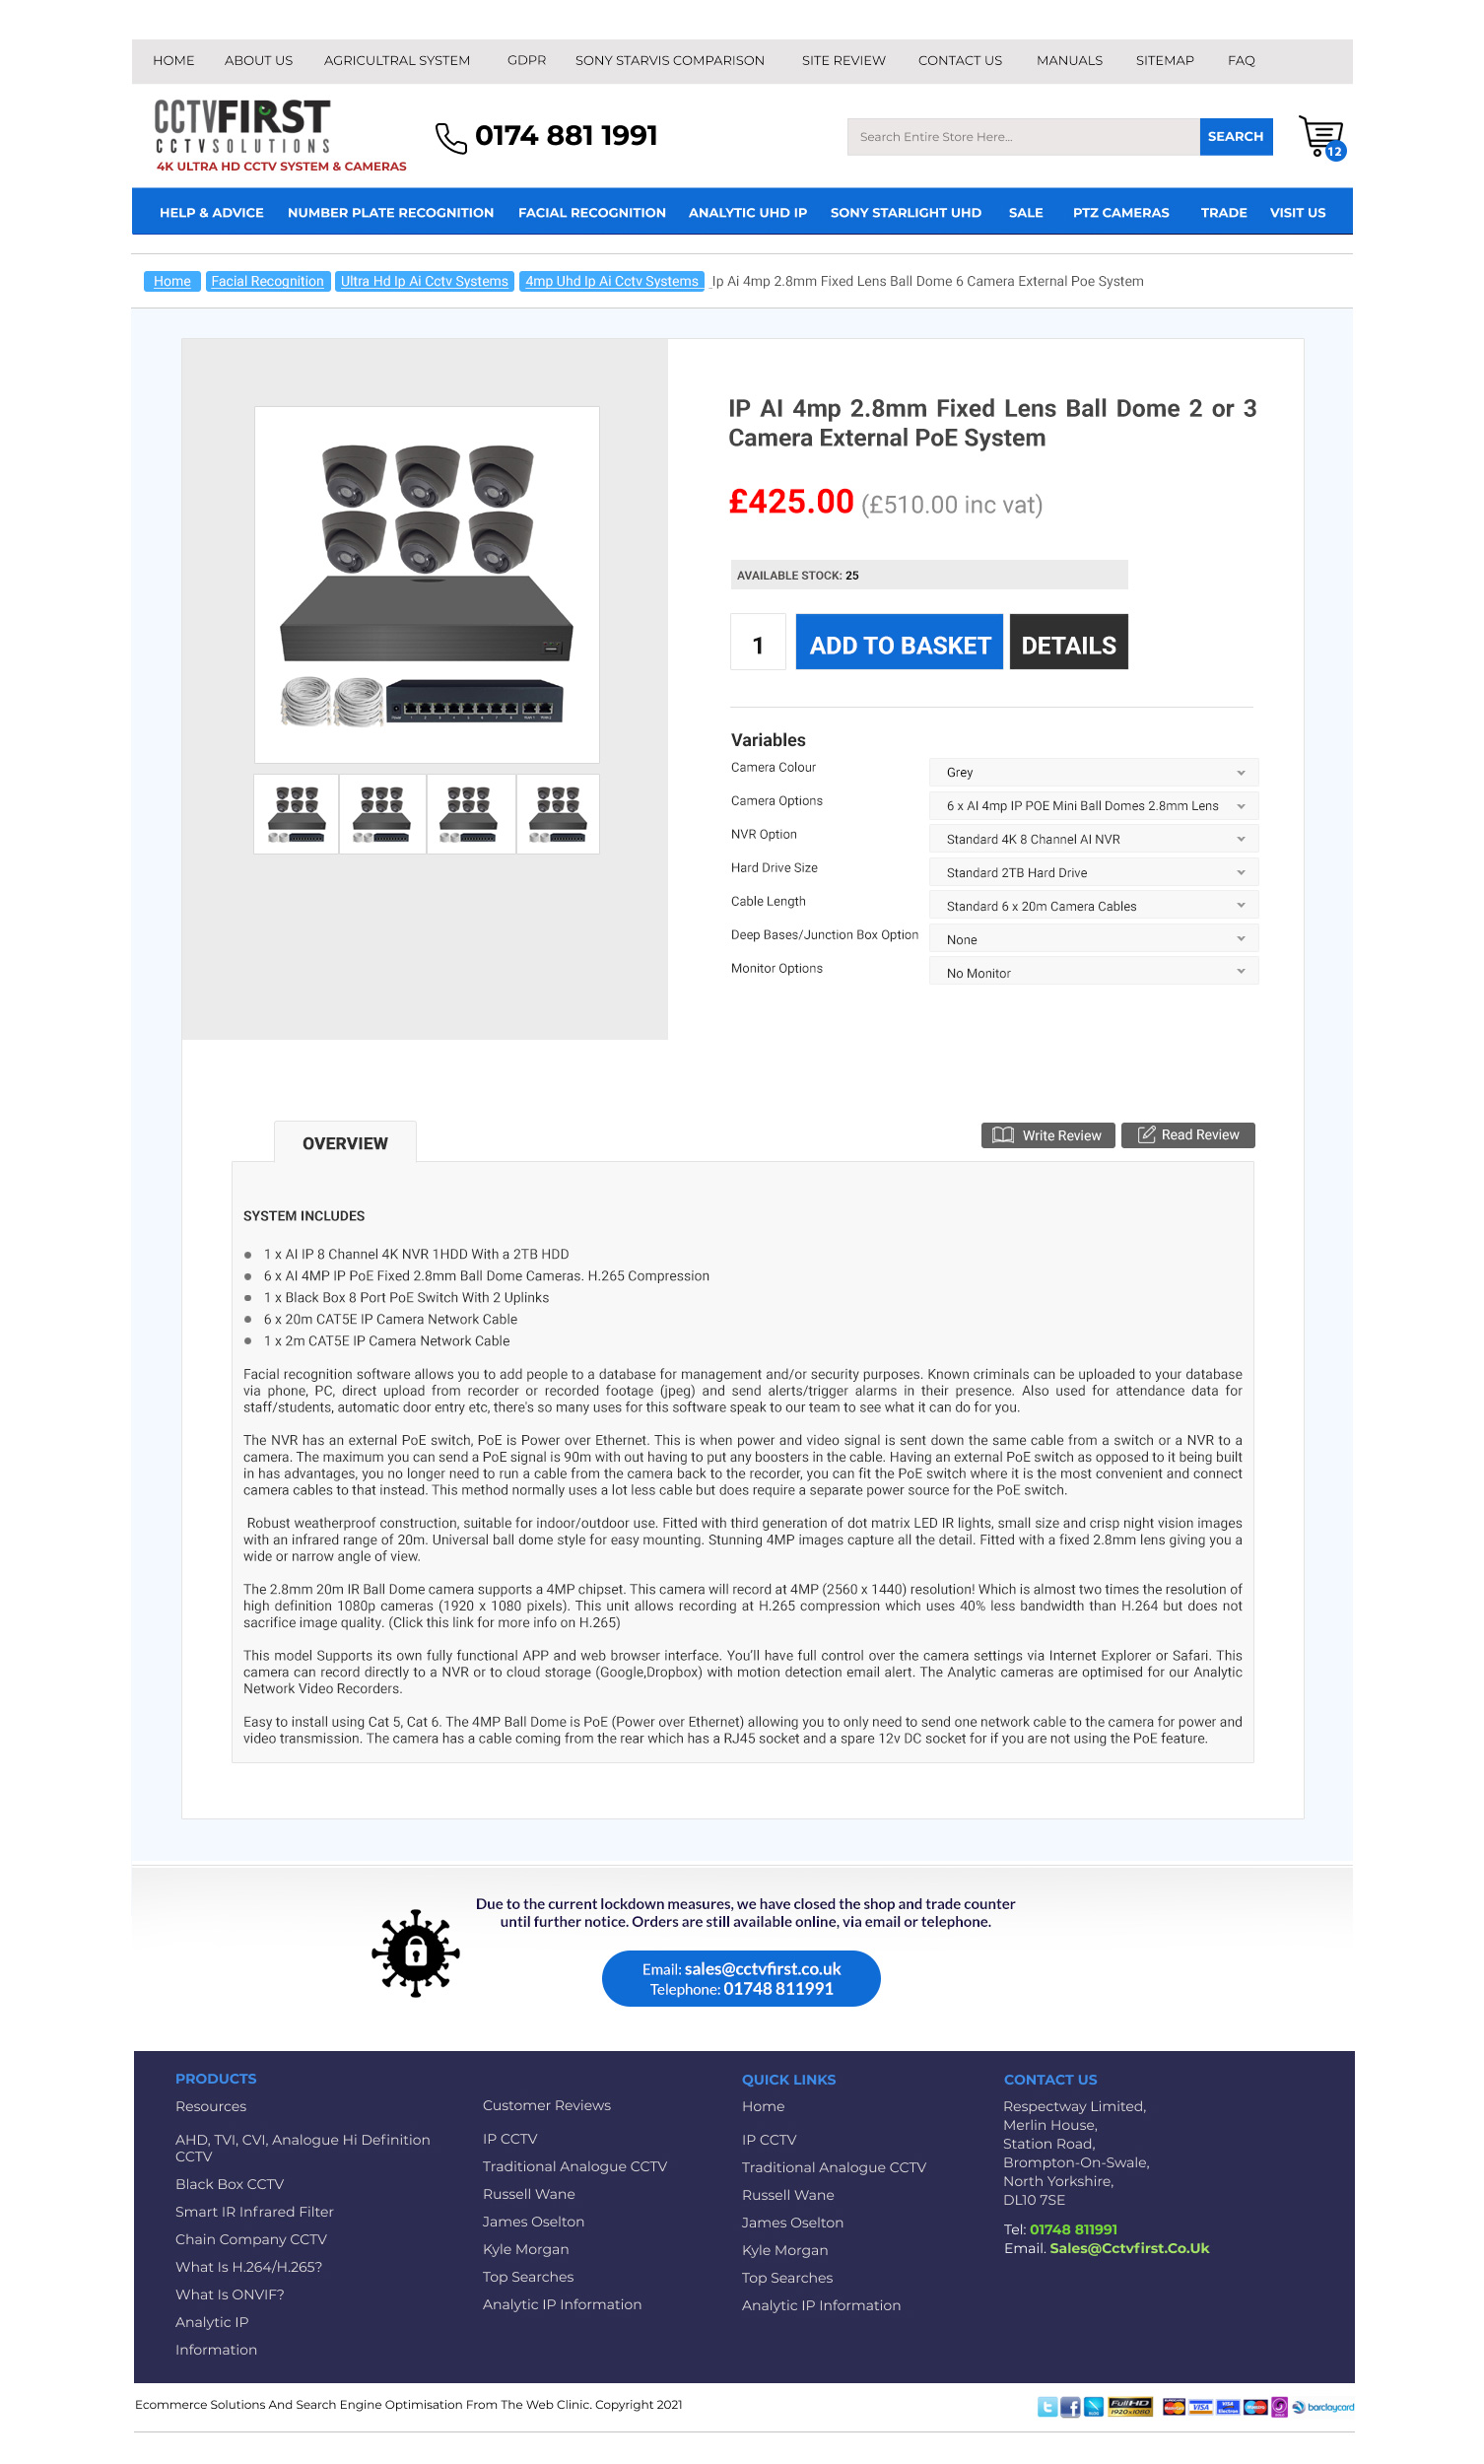 HOME ABOUT US AGRICULTRAL SYSTEM GDPR SONY STARVIS COMPARISON SITE REVIEW CONTACT US MANUALS SITEMAP FAQ
CCTVFIRST
CCTVSOLUTIONS
4K ULTRA HD CCTV SYSTEM & CAMERAS
0174 881 1991
Search Entire Store Here...
SEARCH
12
HELP & ADVICE NUMBER PLATE RECOGNITION FACIAL RECOGNITION ANALYTIC UHD IP SONY STARLIGHT UHD SALE PTZ CAMERAS TRADE VISIT US
Home Facial Recognition Ultra Hd Ip Ai Cctv Systems 4mp Uhd Ip Ai Cctv Systems Ip Ai 4mp 2.8mm Fixed Lens Ball Dome 6 Camera External Poe System
IP AI 4mp 2.8mm Fixed Lens Ball Dome 2 or 3
Camera External PoE System
£425.00 (£510.00 inc vat)
AVAILABLE STOCK: 25
1 ADD TO BASKET DETAILS
Variables
Camera Colour Grey
Camera Options 6 x AI 4mp IP POE Mini Ball Domes 2.8mm Lens
NVR Option Standard 4K 8 Channel AI NVR
Hard Drive Size Standard 2TB Hard Drive
Cable Length Standard 6 x 20m Camera Cables
Deep Bases/Junction Box Option None
Monitor Options No Monitor
OVERVIEW
Write Review Read Review
SYSTEM INCLUDES
1 x AI IP 8 Channel 4K NVR 1HDD With a 2TB HDD
6 x AI 4MP IP PoE Fixed 2.8mm Ball Dome Cameras. H.265 Compression
1 x Black Box 8 Port PoE Switch With 2 Uplinks
6 x 20m CAT5E IP Camera Network Cable
1 x 2m CAT5E IP Camera Network Cable
Facial recognition software allows you to add people to a database for management and/or security purposes. Known criminals can be uploaded to your database
via phone, PC, direct upload from recorder or recorded footage (jpeg) and send alerts/trigger alarms in their presence. Also used for attendance data for
staff/students, automatic door entry etc, there's so many uses for this software speak to our team to see what it can do for you.
The NVR has an external PoE switch, PoE is Power over Ethernet. This is when power and video signal is sent down the same cable from a switch or a NVR to a
camera. The maximum you can send a PoE signal is 90m with out having to put any boosters in the cable. Having an external PoE switch as opposed to it being built
in has advantages, you no longer need to run a cable from the camera back to the recorder, you can fit the PoE switch where it is the most convenient and connect
camera cables to that instead. This method normally uses a lot less cable but does require a separate power source for the PoE switch.
Robust weatherproof construction, suitable for indoor/outdoor use. Fitted with third generation of dot matrix LED IR lights, small size and crisp night vision images
with an infrared range of 20m. Universal ball dome style for easy mounting. Stunning 4MP images capture all the detail. Fitted with a fixed 2.8mm lens giving you a
wide or narrow angle of view.
The 2.8mm 20m IR Ball Dome camera supports a 4MP chipset. This camera will record at 4MP (2560 x 1440) resolution! Which is almost two times the resolution of
high definition 1080p cameras (1920 x 1080 pixels). This unit allows recording at H.265 compression which uses 40% less bandwidth than H.264 but does not
sacrifice image quality. (Click this link for more info on H.265)
This model Supports its own fully functional APP and web browser interface. You'll have full control over the camera settings via Internet Explorer or Safari. This
camera can record directly to a NVR or to cloud storage (Google,Dropbox) with motion detection email alert. The Analytic cameras are optimised for our Analytic
Network Video Recorders.
Easy to install using Cat 5, Cat 6. The 4MP Ball Dome is PoE (Power over Ethernet) allowing you to only need to send one network cable to the camera for power and
video transmission. The camera has a cable coming from the rear which has a RJ45 socket and a spare 12v DC socket for if you are not using the PoE feature.
Due to the current lockdown measures, we have closed the shop and trade counter
until further notice. Orders are still available online, via email or telephone.
Email: sales@cctvfirst.co.uk
Telephone: 01748 811991
PRODUCTS
Resources
AHD, TVI, CVI, Analogue Hi Definition
CCTV
Black Box CCTV
Smart IR Infrared Filter
Chain Company CCTV
What Is H.264/H.265?
What Is ONVIF?
Analytic IP
Information
Customer Reviews
IP CCTV
Traditional Analogue CCTV
Russell Wane
James Oselton
Kyle Morgan
Top Searches
Analytic IP Information
QUICK LINKS
Home
IP CCTV
Traditional Analogue CCTV
Russell Wane
James Oselton
Kyle Morgan
Top Searches
Analytic IP Information
CONTACT US
Respectway Limited,
Merlin House,
Station Road,
Brompton-On-Swale,
North Yorkshire,
DL10 7SE
Tel: 01748 811991
Email. Sales@Cctvfirst.Co.Uk
Ecommerce Solutions And Search Engine Optimisation From The Web Clinic. Copyright 2021
Full HD
1920x1080
VISA
VISA
Electron
barclaycard